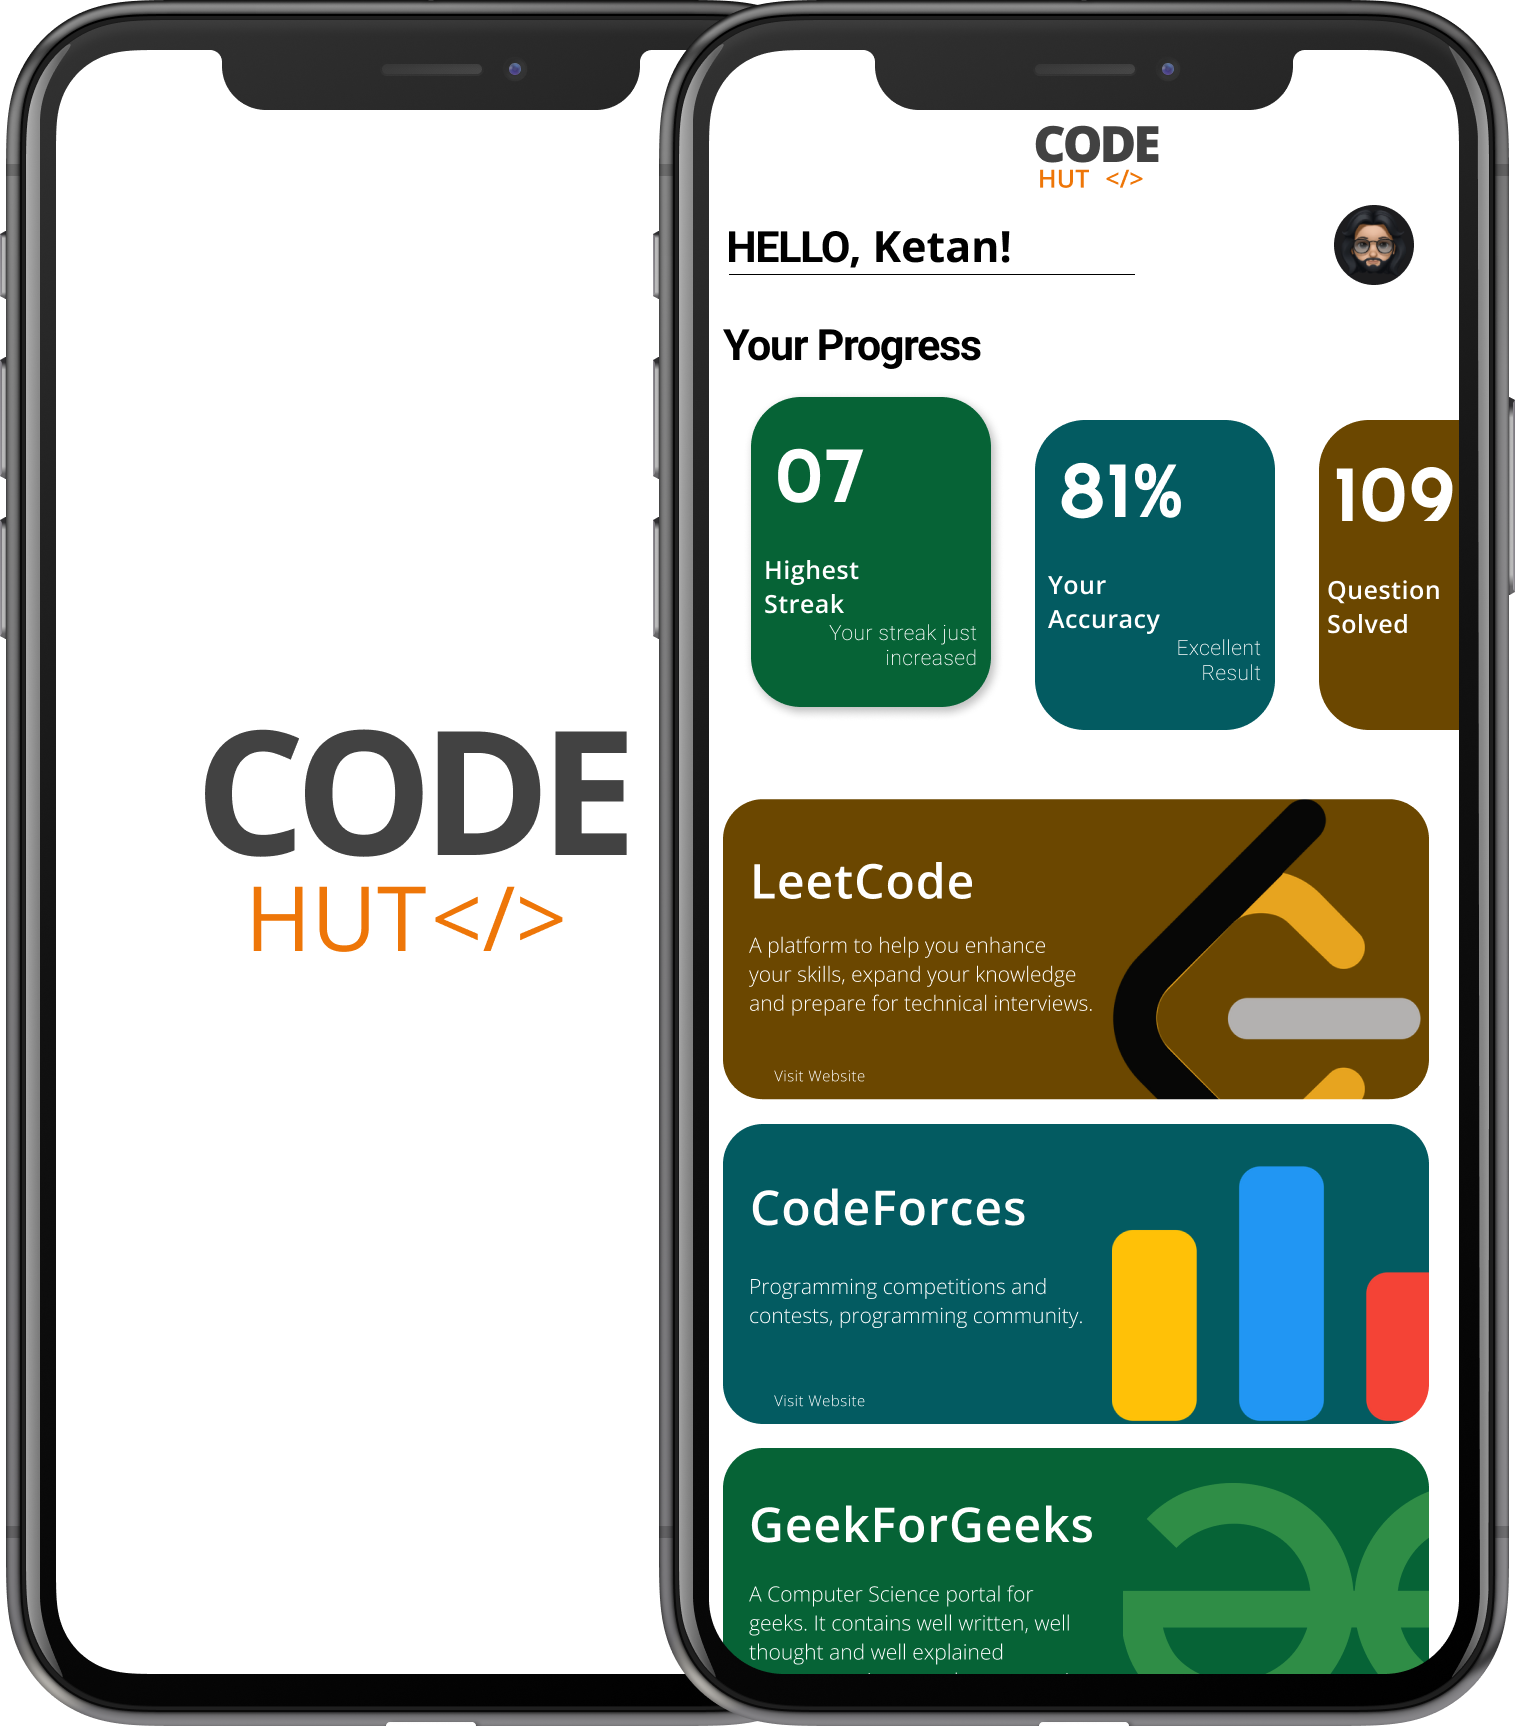 CODE
HUT</>
CODE
HUT </>
HELLO, Ketan!
Your Progress
07
Highest
Streak
Your streak just
increased
81%
Your
Accuracy
Excellent
Result
109
Question
Solved
LeetCode
A platform to help you enhance
your skills, expand your knowledge
and prepare for technical interviews.
Visit Website
CodeForces
Programming competitions and
contests, programming community.
Visit Website
GeekForGeeks
A Computer Science portal for
geeks. It contains well written, well
thought and well explained